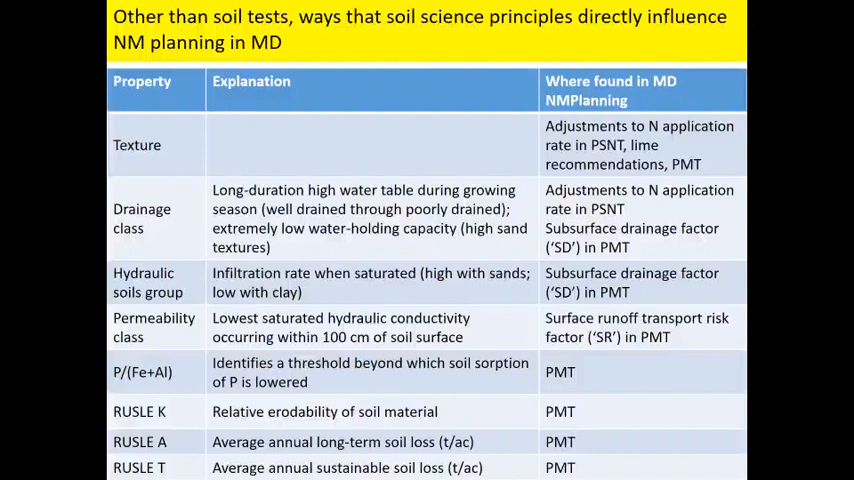 Other than soil tests, ways that soil science principles directly influence
NM planning in MD
Property
Explanation
Where found in MD
NMPlanning
Texture
Adjustments to N application
rate in PSNT, lime
recommendations, PMT
Drainage
class
Long-duration high water table during growing
season (well drained through poorly drained);
extremely low water-holding capacity (high sand
textures)
Adjustments to N application
rate in PSNT
Subsurface drainage factor
(‘SD’) in PMT
Hydraulic
soils group
Infiltration rate when saturated (high with sands;
low with clay)
Subsurface drainage factor
(‘SD’) in PMT
Permeability
class
Lowest saturated hydraulic conductivity
occurring within 100 cm of soil surface
Surface runoff transport risk
factor (‘SR’) in PMT
P/(Fe+Al)
Identifies a threshold beyond which soil sorption
of P is lowered
PMT
RUSLE K
Relative erodability of soil material
PMT
RUSLE A
Average annual long-term soil loss (t/ac)
PMT
RUSLE T
Average annual sustainable soil loss (t/ac)
PMT